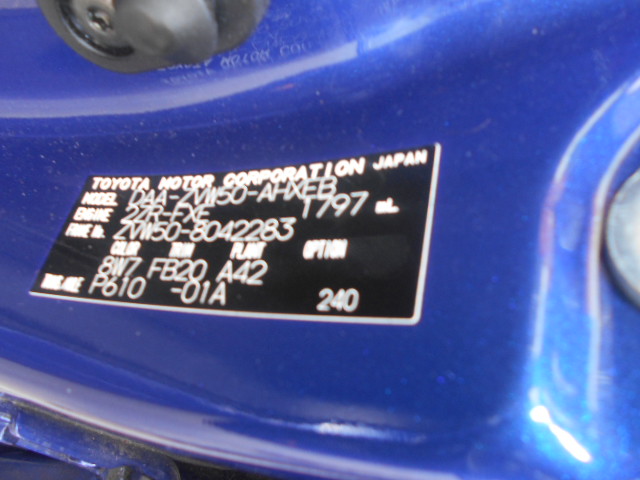 TOYOTA MOTOR CORPORATION JAPAN
MODEL DAA-ZVW50-AHXEB
ENGINE 2ZR-FXE 1797 mL
FRAME No. ZVW50-8042283
COLOR TRIM PLANT OPTION
8W7 FB20 A42
TRANS.AXLE P610 -01A 240